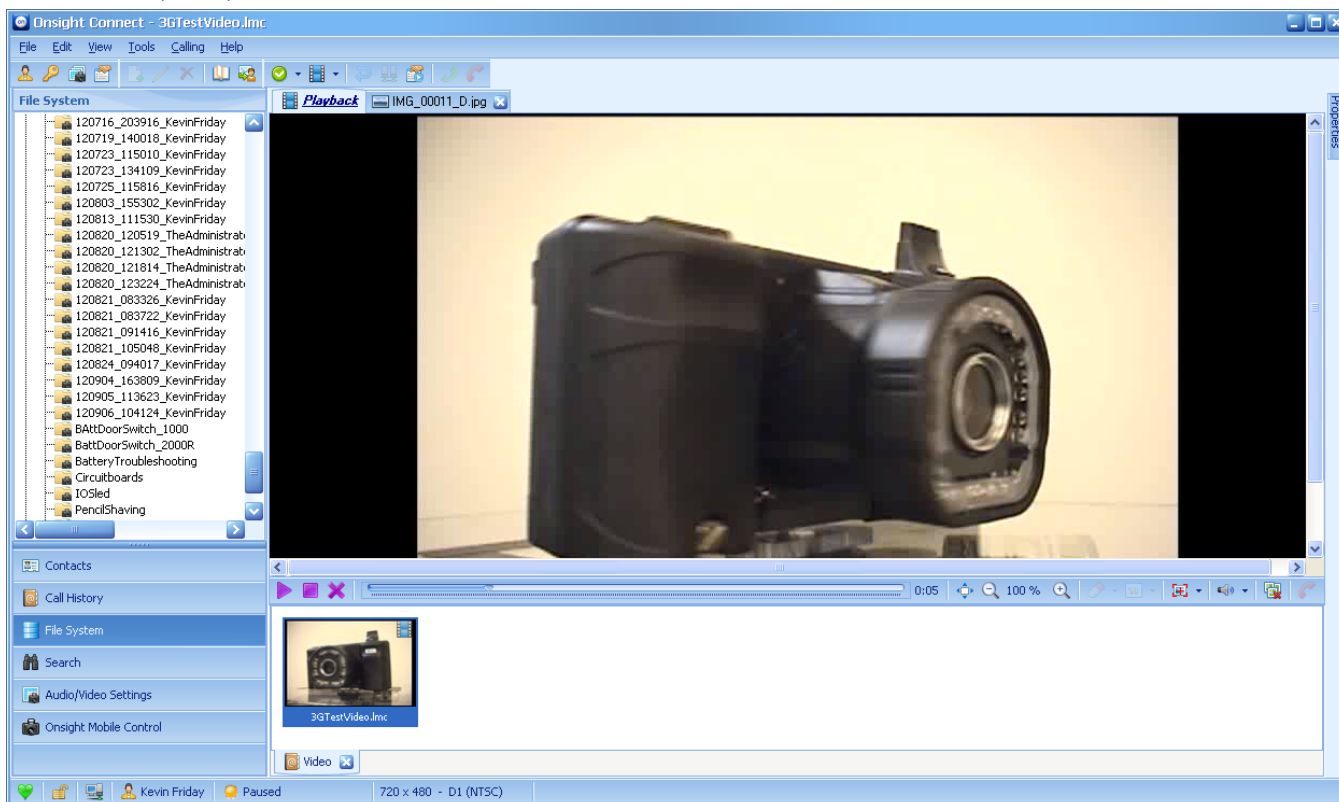 Onsight Connect - 3GTestVideo.lmc
File Edit View Tools Calling Help
File System
Playback IMG_00011_D.jpg
Properties
120716_203916_KevinFriday
120719_140018_KevinFriday
120723_115010_KevinFriday
120723_134109_KevinFriday
120725_115816_KevinFriday
120803_155302_KevinFriday
120813_111530_KevinFriday
120820_120519_TheAdministrat
120820_121302_TheAdministrat
120820_121814_TheAdministrat
120820_123224_TheAdministrat
120821_083326_KevinFriday
120821_083722_KevinFriday
120821_091416_KevinFriday
120821_105048_KevinFriday
120824_094017_KevinFriday
120904_163809_KevinFriday
120905_113623_KevinFriday
120906_104124_KevinFriday
BAttDoorSwitch_1000
BattDoorSwitch_2000R
BatteryTroubleshooting
Circuitboards
IOSled
PencilShaving
Contacts
Call History
File System
Search
Audio/Video Settings
Onsight Mobile Control
0:05 100 %
3GTestVideo.lmc
Video
Kevin Friday Paused 720 x 480 - D1 (NTSC)